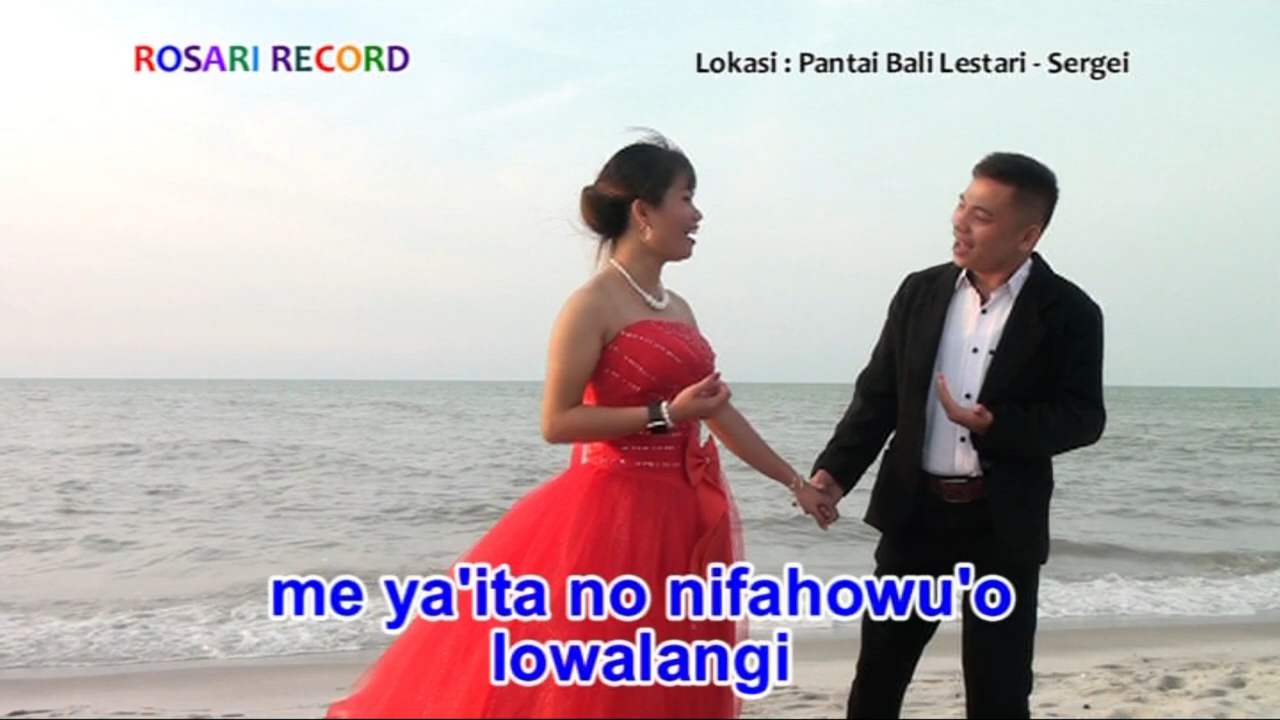 ROSARI RECORD
Lokasi : Pantai Bali Lestari - Sergei
me ya'ita no nifahowu'o
lowalangi